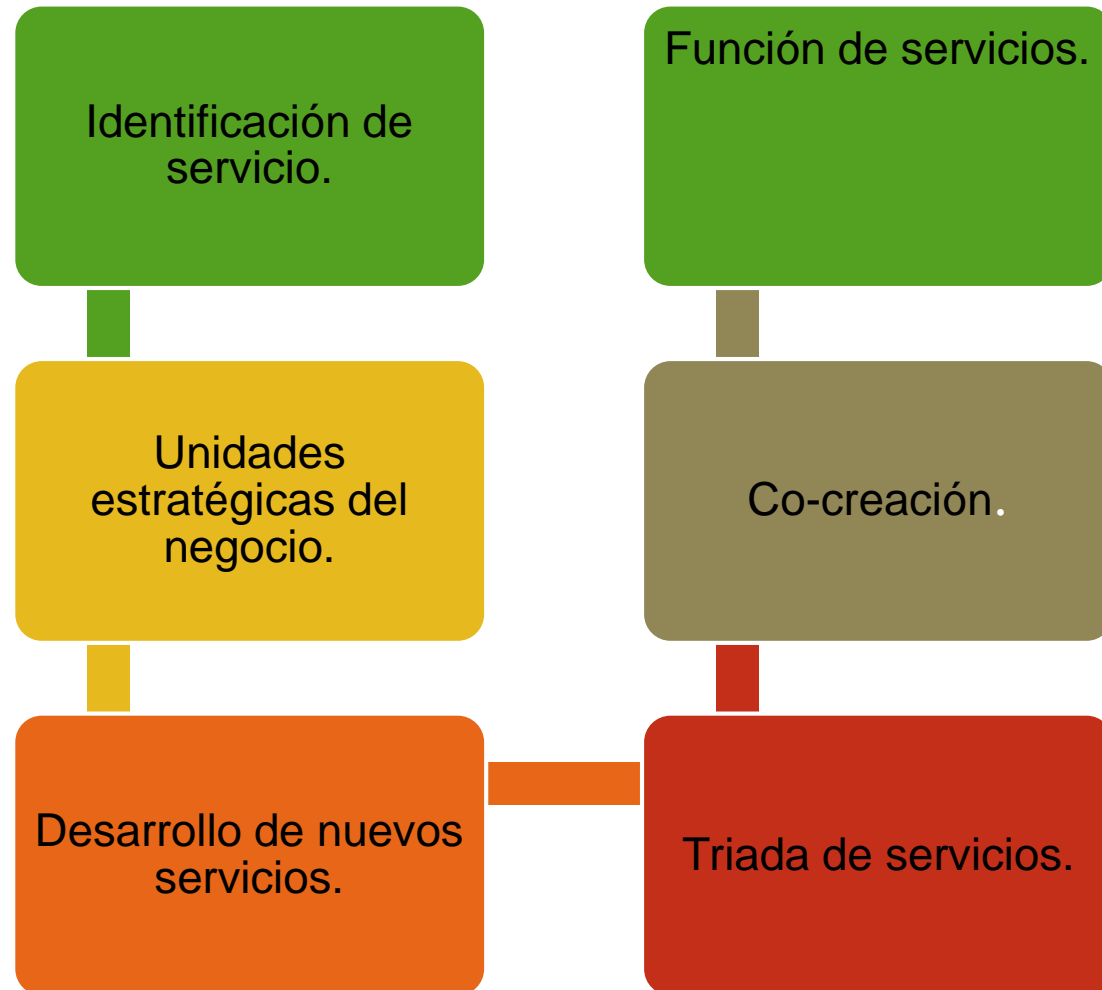 Identificación de
servicio.
Unidades
estratégicas del
negocio.
Desarrollo de nuevos
servicios.
Triada de servicios.
Co-creación.
Función de servicios.